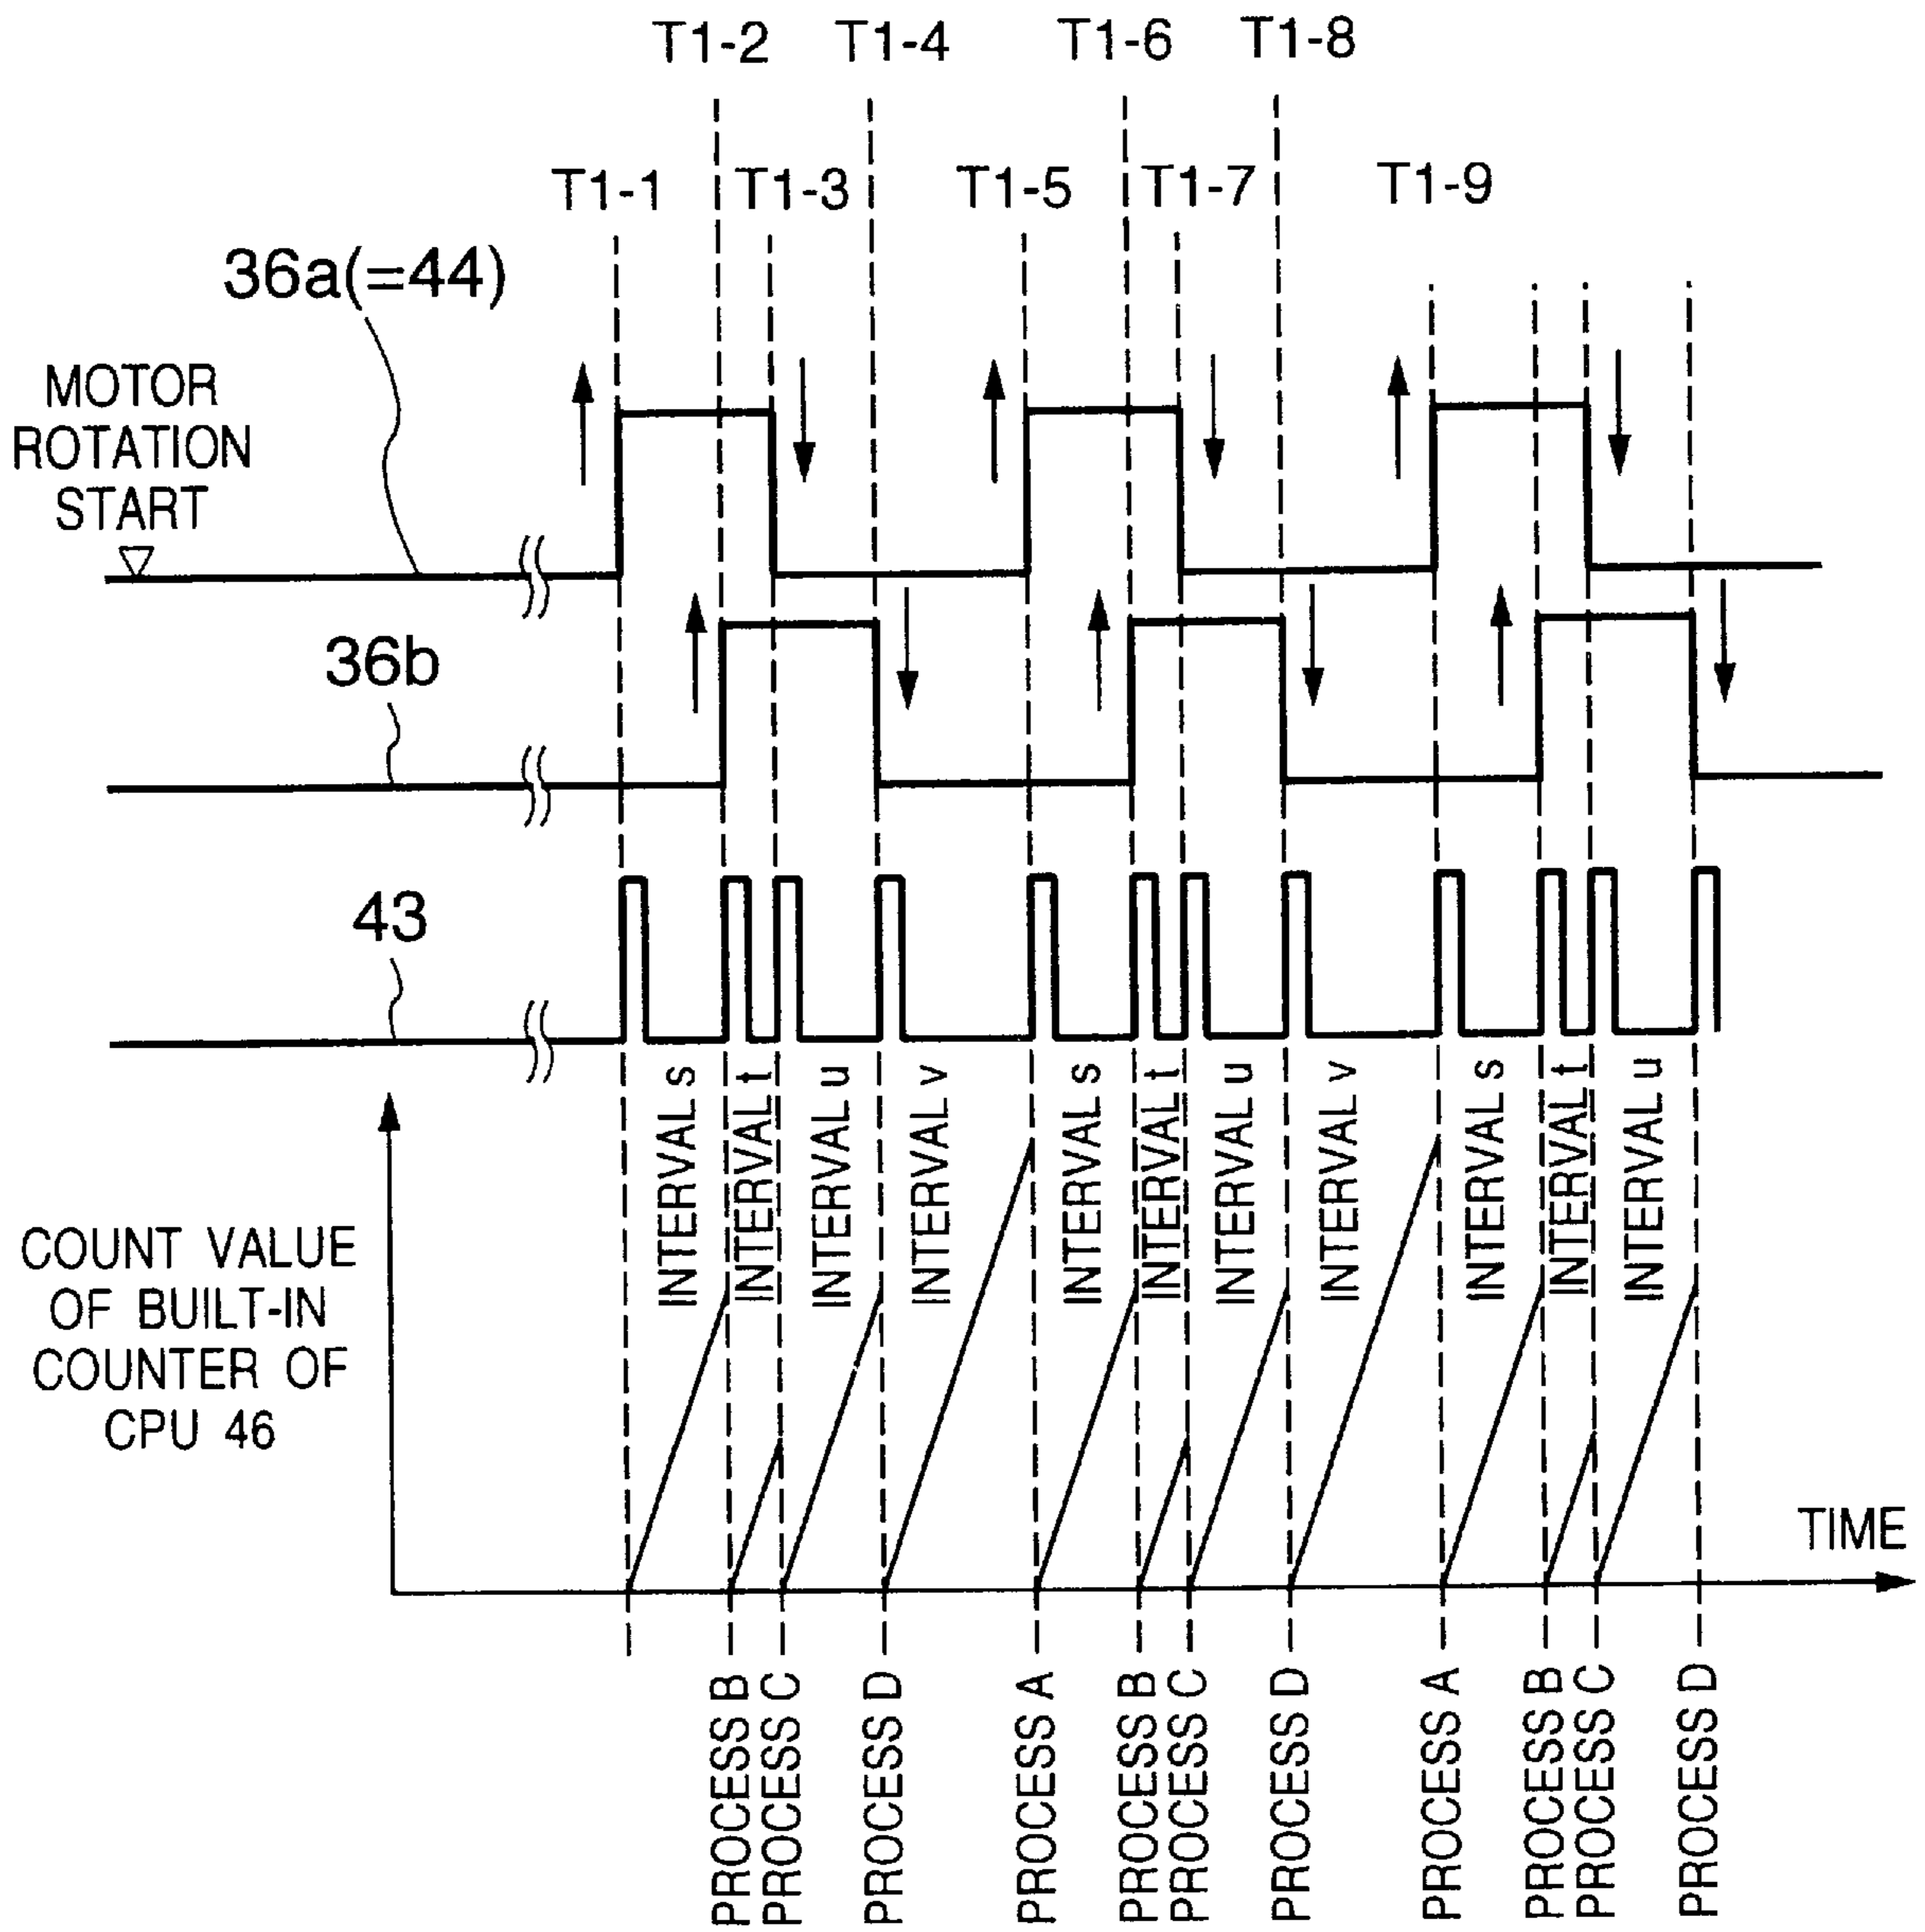 T1-2 T1-4 T1-6 T1-8
T1-1 T1-3 T1-5 T1-7 T1-9
36a(=44)
MOTOR
ROTATION
START
36b
43
INTERVAL s
INTERVAL t
INTERVAL u
INTERVAL v
INTERVAL s
INTERVAL t
INTERVAL u
INTERVAL v
INTERVAL s
INTERVAL t
INTERVAL u
COUNT VALUE
OF BUILT-IN
COUNTER OF
CPU 46
TIME
PROCESS B
PROCESS C
PROCESS D
PROCESS A
PROCESS B
PROCESS C
PROCESS D
PROCESS A
PROCESS B
PROCESS C
PROCESS D